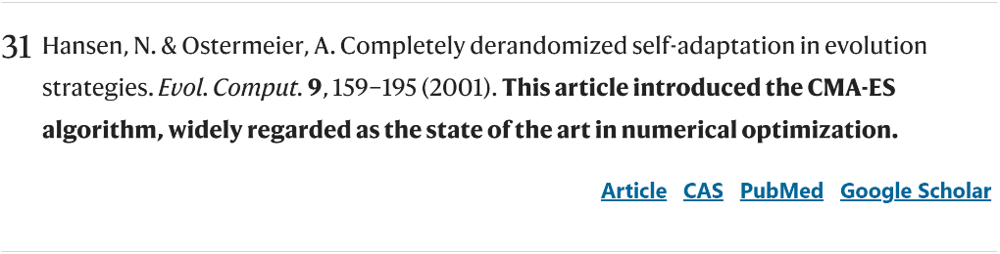 31 Hansen, N. & Ostermeier, A. Completely derandomized self-adaptation in evolution
strategies. Evol. Comput. 9, 159–195 (2001). This article introduced the CMA-ES
algorithm, widely regarded as the state of the art in numerical optimization.
Article CAS PubMed Google Scholar